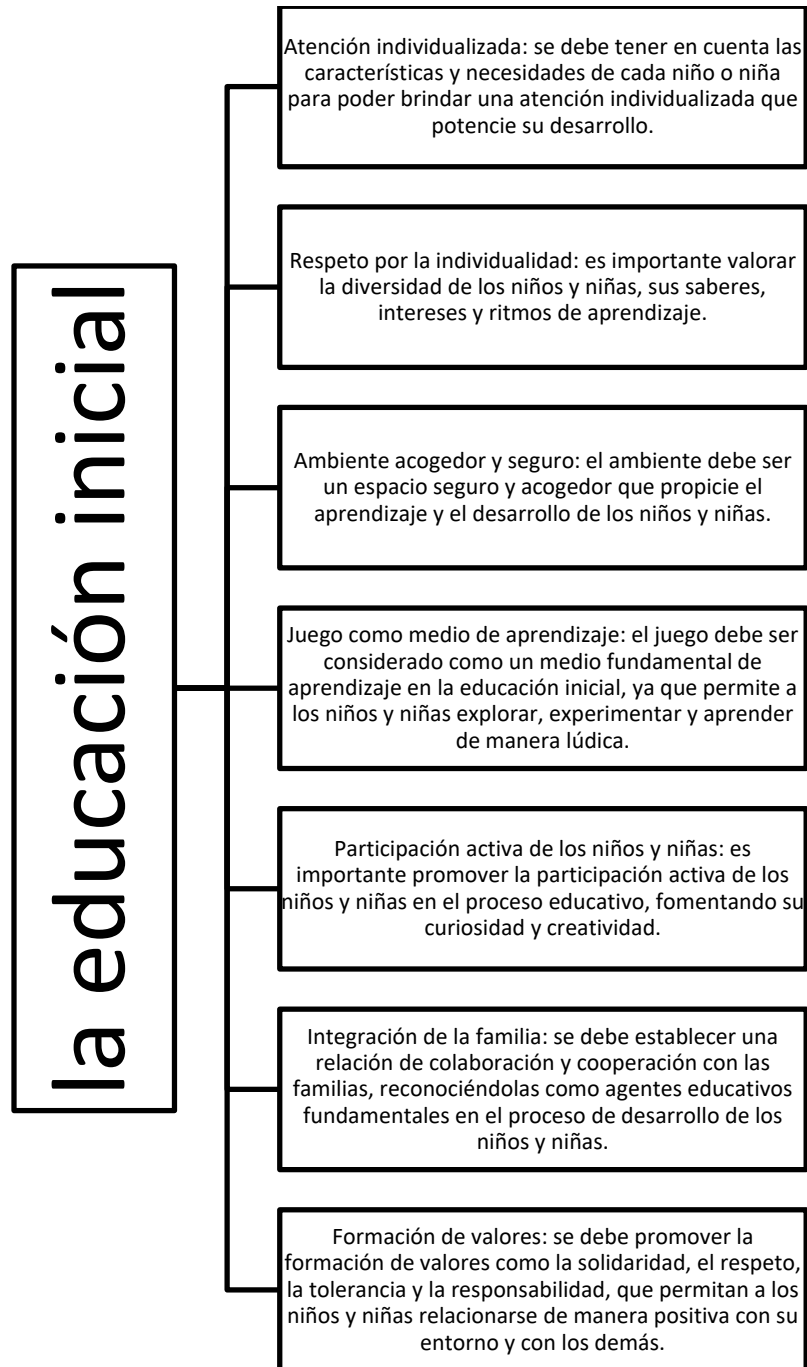 la educación inicial
Atención individualizada: se debe tener en cuenta las
características y necesidades de cada niño o niña
para poder brindar una atención individualizada que
potencie su desarrollo.
Respeto por la individualidad: es importante valorar
la diversidad de los niños y niñas, sus saberes,
intereses y ritmos de aprendizaje.
Ambiente acogedor y seguro: el ambiente debe ser
un espacio seguro y acogedor que propicie el
aprendizaje y el desarrollo de los niños y niñas.
Juego como medio de aprendizaje: el juego debe ser
considerado como un medio fundamental de
aprendizaje en la educación inicial, ya que permite a
los niños y niñas explorar, experimentar y aprender
de manera lúdica.
Participación activa de los niños y niñas: es
importante promover la participación activa de los
niños y niñas en el proceso educativo, fomentando su
curiosidad y creatividad.
Integración de la familia: se debe establecer una
relación de colaboración y cooperación con las
familias, reconociéndolas como agentes educativos
fundamentales en el proceso de desarrollo de los
niños y niñas.
Formación de valores: se debe promover la
formación de valores como la solidaridad, el respeto,
la tolerancia y la responsabilidad, que permitan a los
niños y niñas relacionarse de manera positiva con su
entorno y con los demás.